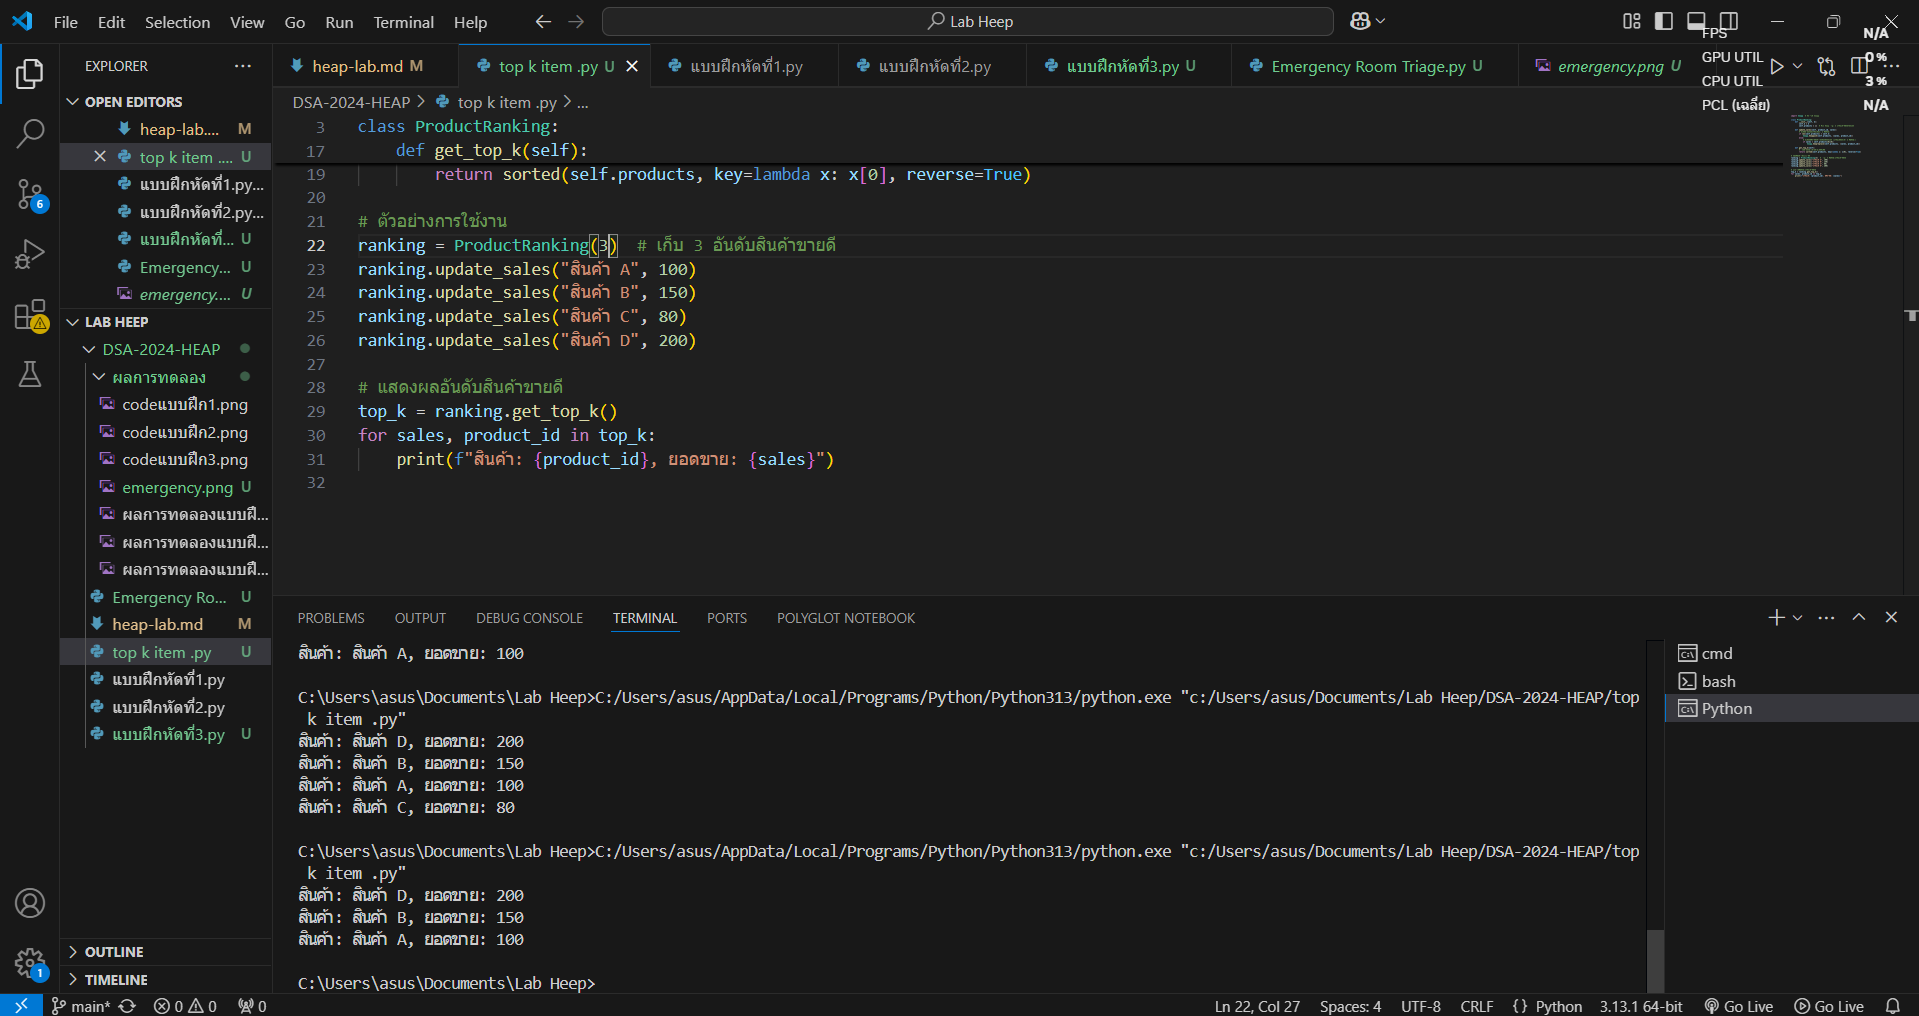 File Edit Selection View Go Run Terminal Help
Lab Heep
FPS N/A
GPU UTIL 0 %
CPU UTIL 3 %
PCL (เฉลี่ย) N/A
EXPLORER
OPEN EDITORS
heap-lab.... M
top k item .... U
แบบฝึกหัดที่1.py...
แบบฝึกหัดที่2.py...
แบบฝึกหัดที่... U
Emergency... U
emergency.... U
LAB HEEP
DSA-2024-HEAP
ผลการทดลอง
codeแบบฝึก1.png
codeแบบฝึก2.png
codeแบบฝึก3.png
emergency.png U
ผลการทดลองแบบฝึ...
ผลการทดลองแบบฝึ...
ผลการทดลองแบบฝึ...
Emergency Ro... U
heap-lab.md M
top k item .py U
แบบฝึกหัดที่1.py
แบบฝึกหัดที่2.py
แบบฝึกหัดที่3.py U
OUTLINE
TIMELINE
6
1
heap-lab.md M top k item .py U แบบฝึกหัดที่1.py แบบฝึกหัดที่2.py แบบฝึกหัดที่3.py U Emergency Room Triage.py U emergency.png U
DSA-2024-HEAP > top k item .py > ...
3 class ProductRanking:
17 def get_top_k(self):
19 return sorted(self.products, key=lambda x: x[0], reverse=True)
20
21 # ตัวอย่างการใช้งาน
22 ranking = ProductRanking(3) # เก็บ 3 อันดับสินค้าขายดี
23 ranking.update_sales("สินค้า A", 100)
24 ranking.update_sales("สินค้า B", 150)
25 ranking.update_sales("สินค้า C", 80)
26 ranking.update_sales("สินค้า D", 200)
27
28 # แสดงผลอันดับสินค้าขายดี
29 top_k = ranking.get_top_k()
30 for sales, product_id in top_k:
31 print(f"สินค้า: {product_id}, ยอดขาย: {sales}")
32
PROBLEMS OUTPUT DEBUG CONSOLE TERMINAL PORTS POLYGLOT NOTEBOOK
สินค้า: สินค้า A, ยอดขาย: 100
C:\Users\asus\Documents\Lab Heep>C:/Users/asus/AppData/Local/Programs/Python/Python313/python.exe "c:/Users/asus/Documents/Lab Heep/DSA-2024-HEAP/top
k item .py"
สินค้า: สินค้า D, ยอดขาย: 200
สินค้า: สินค้า B, ยอดขาย: 150
สินค้า: สินค้า A, ยอดขาย: 100
สินค้า: สินค้า C, ยอดขาย: 80
C:\Users\asus\Documents\Lab Heep>C:/Users/asus/AppData/Local/Programs/Python/Python313/python.exe "c:/Users/asus/Documents/Lab Heep/DSA-2024-HEAP/top
k item .py"
สินค้า: สินค้า D, ยอดขาย: 200
สินค้า: สินค้า B, ยอดขาย: 150
สินค้า: สินค้า A, ยอดขาย: 100
C:\Users\asus\Documents\Lab Heep>
cmd
bash
Python
main* 0 0 0 Ln 22, Col 27 Spaces: 4 UTF-8 CRLF {} Python 3.13.1 64-bit Go Live Go Live